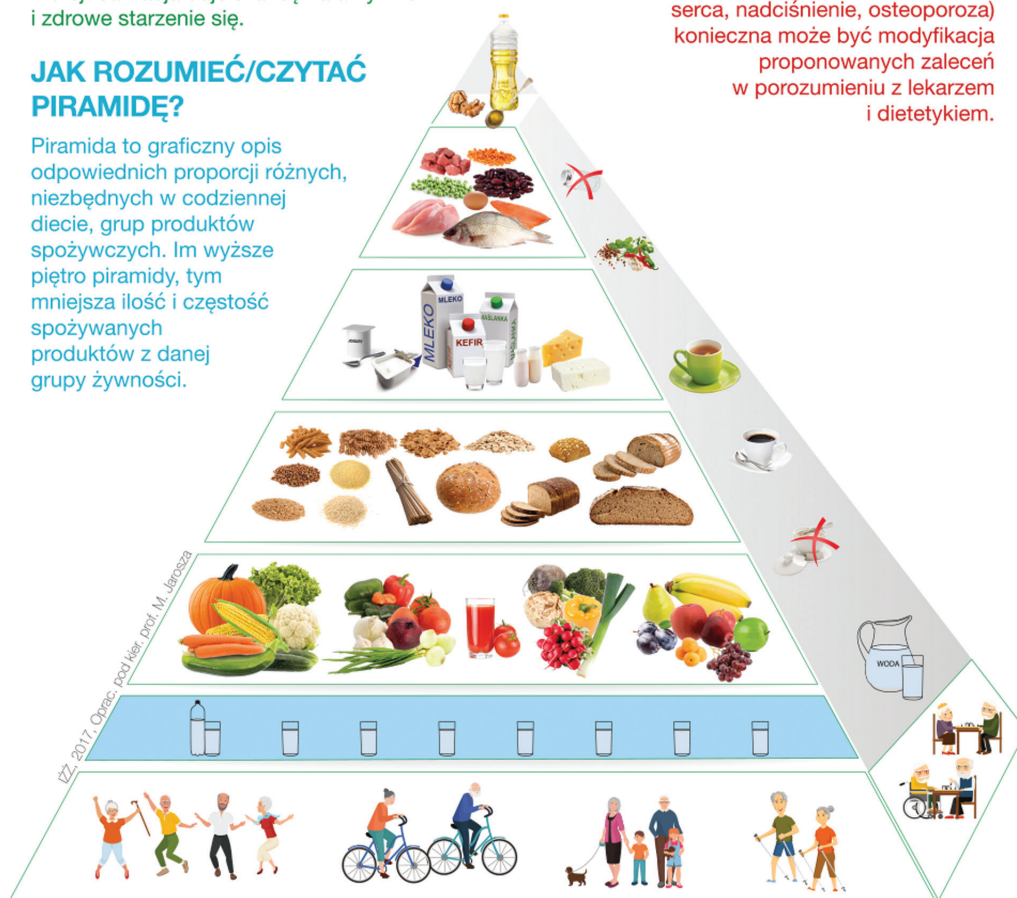 i zdrowe starzenie się.
JAK ROZUMIEĆ/CZYTAĆ
PIRAMIDĘ?
Piramida to graficzny opis
odpowiednich proporcji różnych,
niezbędnych w codziennej
diecie, grup produktów
spożywczych. Im wyższe
piętro piramidy, tym
mniejsza ilość i częstość
spożywanych
produktów z danej
grupy żywności.
serca, nadciśnienie, osteoporoza)
konieczna może być modyfikacja
proponowanych zaleceń
w porozumieniu z lekarzem
i dietetykiem.
MLEKO
MLEKO
MAŚLANKA
KEFIR
WODA
IŻŻ, 2017, Oprac. pod kier. prof. M. Jarosza